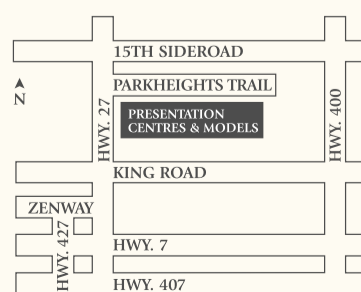 15TH SIDEROAD
PARKHEIGHTS TRAIL
N
PRESENTATION
CENTRES & MODELS
HWY. 27
HWY. 400
KING ROAD
ZENWAY
HWY. 427
HWY. 7
HWY. 407